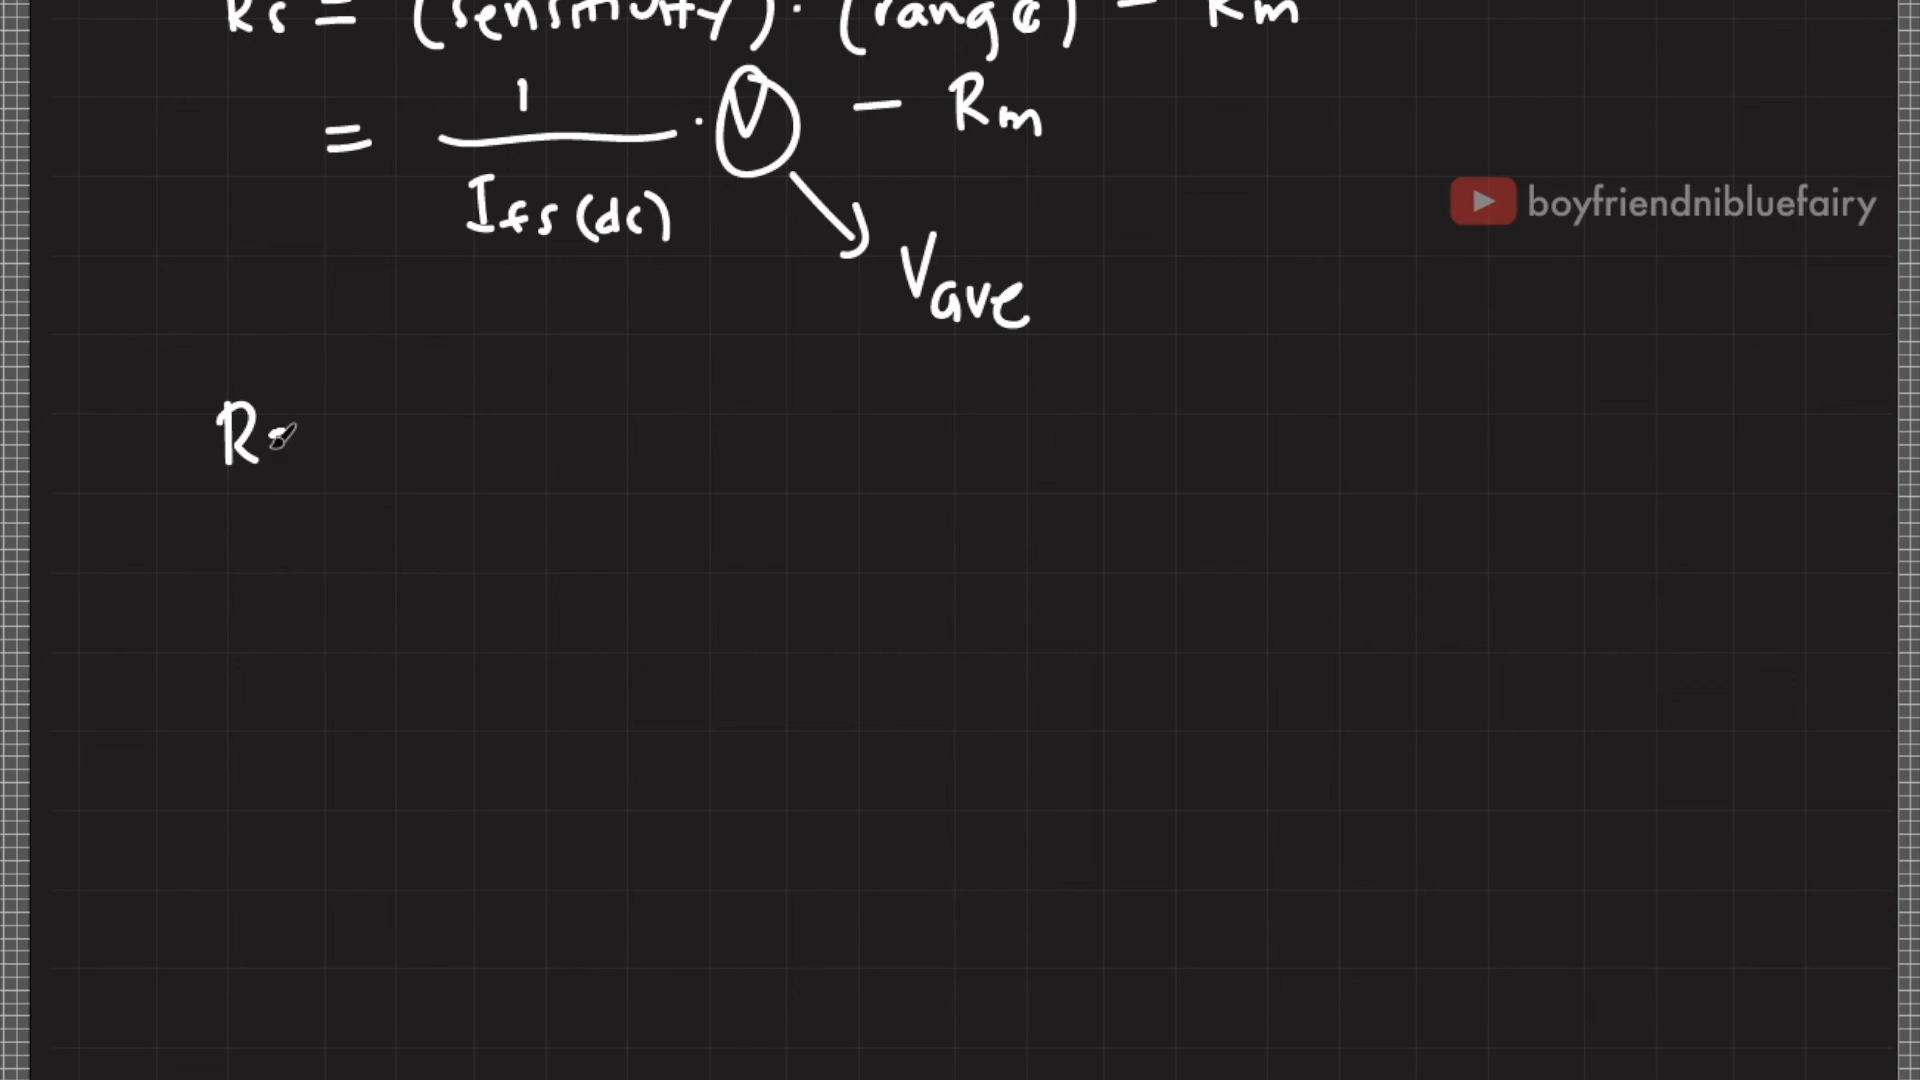 Rs = (sensitivity) · (range) − Rm
= 1 / Ifs(dc) · V − Rm
boyfriendnibluefairy
Vave
R